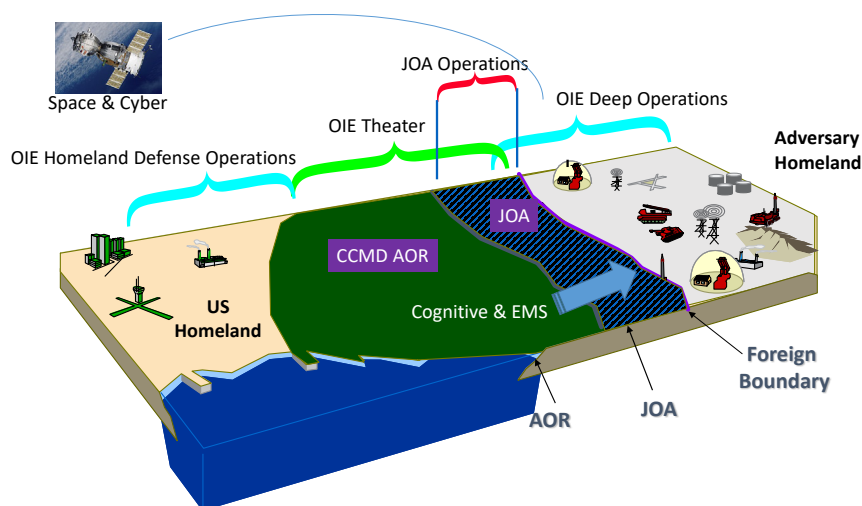 JOA Operations
Space & Cyber
OIE Deep Operations
OIE Theater
OIE Homeland Defense Operations
Adversary
Homeland
JOA
CCMD AOR
US
Homeland
Cognitive & EMS
Foreign
Boundary
JOA
AOR